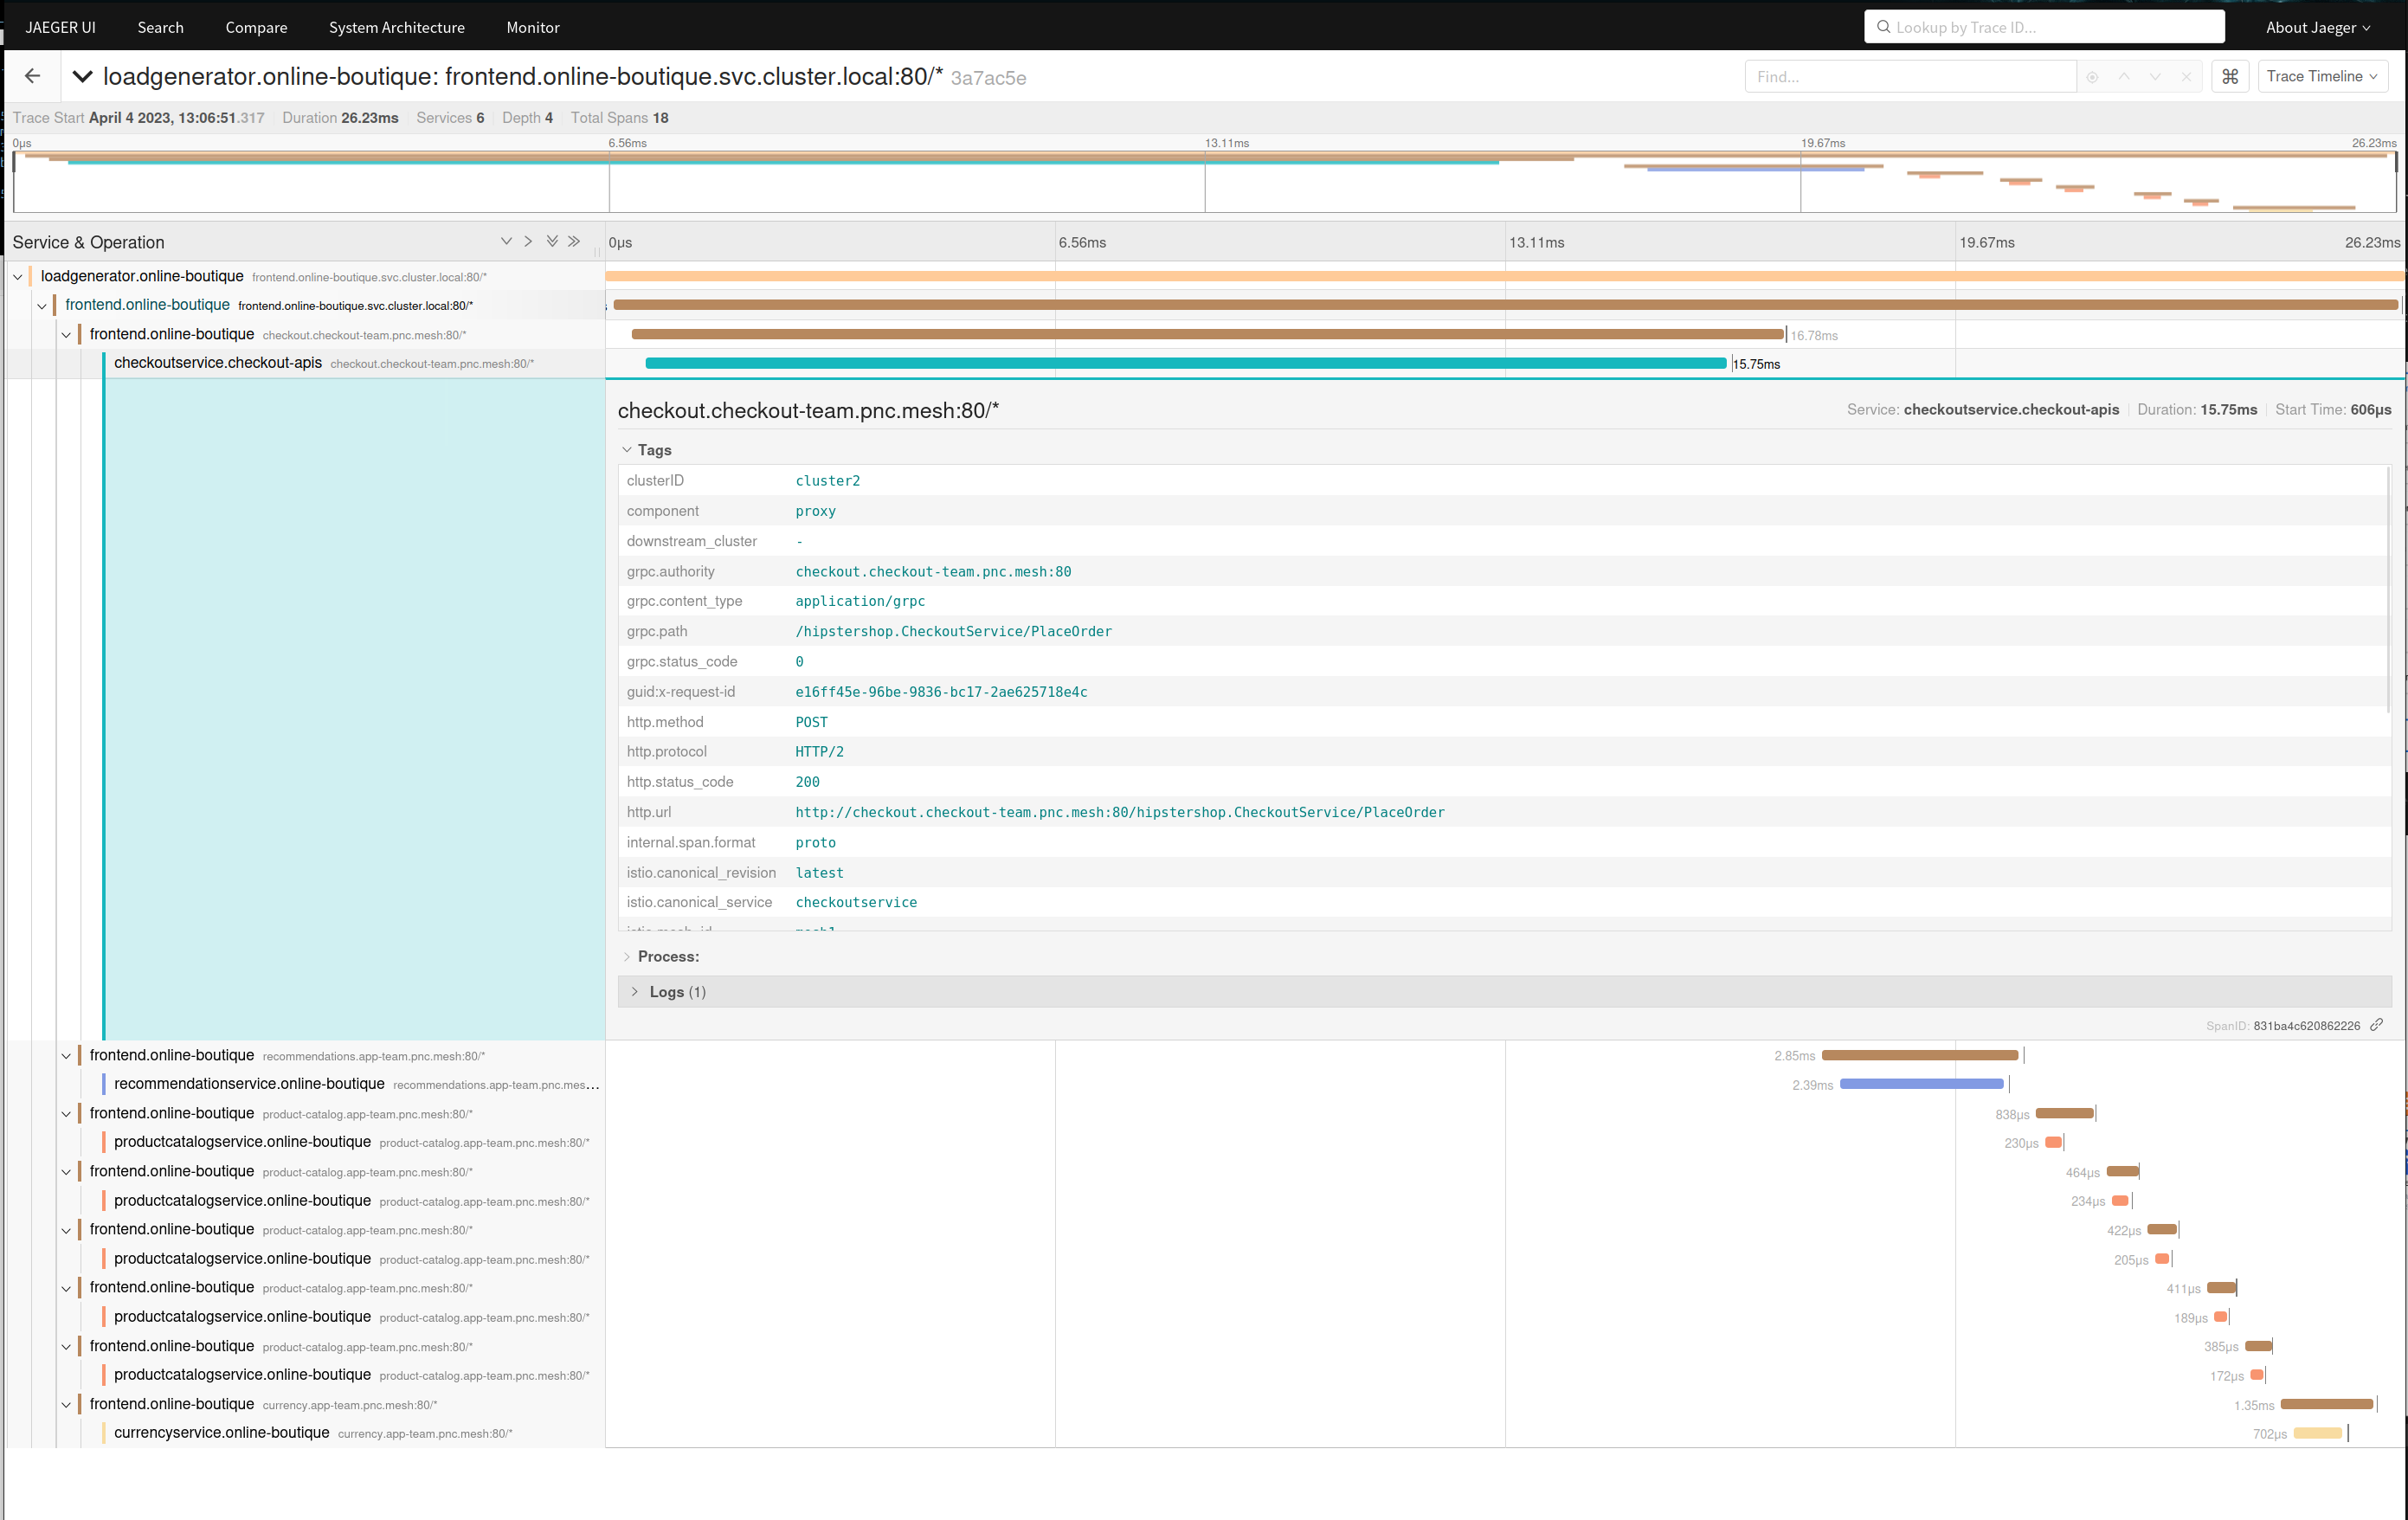 JAEGER UI Search Compare System Architecture Monitor Lookup by Trace ID... About Jaeger
loadgenerator.online-boutique: frontend.online-boutique.svc.cluster.local:80/* 3a7ac5e Find... ⌘ Trace Timeline
Trace Start April 4 2023, 13:06:51.317 Duration 26.23ms Services 6 Depth 4 Total Spans 18
0μs 6.56ms 13.11ms 19.67ms 26.23ms
Service & Operation 0μs 6.56ms 13.11ms 19.67ms 26.23ms
loadgenerator.online-boutique frontend.online-boutique.svc.cluster.local:80/*
frontend.online-boutique frontend.online-boutique.svc.cluster.local:80/*
frontend.online-boutique checkout.checkout-team.pnc.mesh:80/* 16.78ms
checkoutservice.checkout-apis checkout.checkout-team.pnc.mesh:80/* 15.75ms
checkout.checkout-team.pnc.mesh:80/* Service: checkoutservice.checkout-apis Duration: 15.75ms Start Time: 606μs
Tags
clusterID cluster2
component proxy
downstream_cluster -
grpc.authority checkout.checkout-team.pnc.mesh:80
grpc.content_type application/grpc
grpc.path /hipstershop.CheckoutService/PlaceOrder
grpc.status_code 0
guid:x-request-id e16ff45e-96be-9836-bc17-2ae625718e4c
http.method POST
http.protocol HTTP/2
http.status_code 200
http.url http://checkout.checkout-team.pnc.mesh:80/hipstershop.CheckoutService/PlaceOrder
internal.span.format proto
istio.canonical_revision latest
istio.canonical_service checkoutservice
istio.mesh_id mesh1
Process:
Logs (1)
SpanID: 831ba4c620862226
frontend.online-boutique recommendations.app-team.pnc.mesh:80/* 2.85ms
recommendationservice.online-boutique recommendations.app-team.pnc.mes... 2.39ms
frontend.online-boutique product-catalog.app-team.pnc.mesh:80/* 838μs
productcatalogservice.online-boutique product-catalog.app-team.pnc.mesh:80/* 230μs
frontend.online-boutique product-catalog.app-team.pnc.mesh:80/* 464μs
productcatalogservice.online-boutique product-catalog.app-team.pnc.mesh:80/* 234μs
frontend.online-boutique product-catalog.app-team.pnc.mesh:80/* 422μs
productcatalogservice.online-boutique product-catalog.app-team.pnc.mesh:80/* 205μs
frontend.online-boutique product-catalog.app-team.pnc.mesh:80/* 411μs
productcatalogservice.online-boutique product-catalog.app-team.pnc.mesh:80/* 189μs
frontend.online-boutique product-catalog.app-team.pnc.mesh:80/* 385μs
productcatalogservice.online-boutique product-catalog.app-team.pnc.mesh:80/* 172μs
frontend.online-boutique currency.app-team.pnc.mesh:80/* 1.35ms
currencyservice.online-boutique currency.app-team.pnc.mesh:80/* 702μs